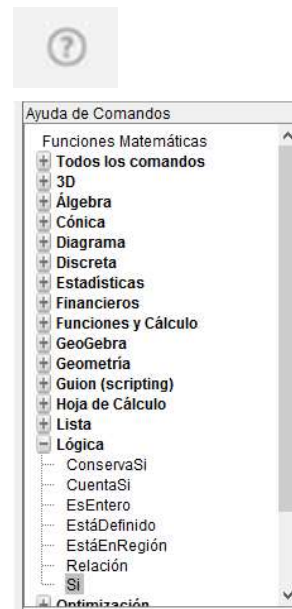 ?
Ayuda de Comandos
Funciones Matemáticas
Todos los comandos
3D
Álgebra
Cónica
Diagrama
Discreta
Estadísticas
Financieros
Funciones y Cálculo
GeoGebra
Geometría
Guion (scripting)
Hoja de Cálculo
Lista
Lógica
ConservaSi
CuentaSi
EsEntero
EstáDefinido
EstáEnRegión
Relación
Si
Optimización